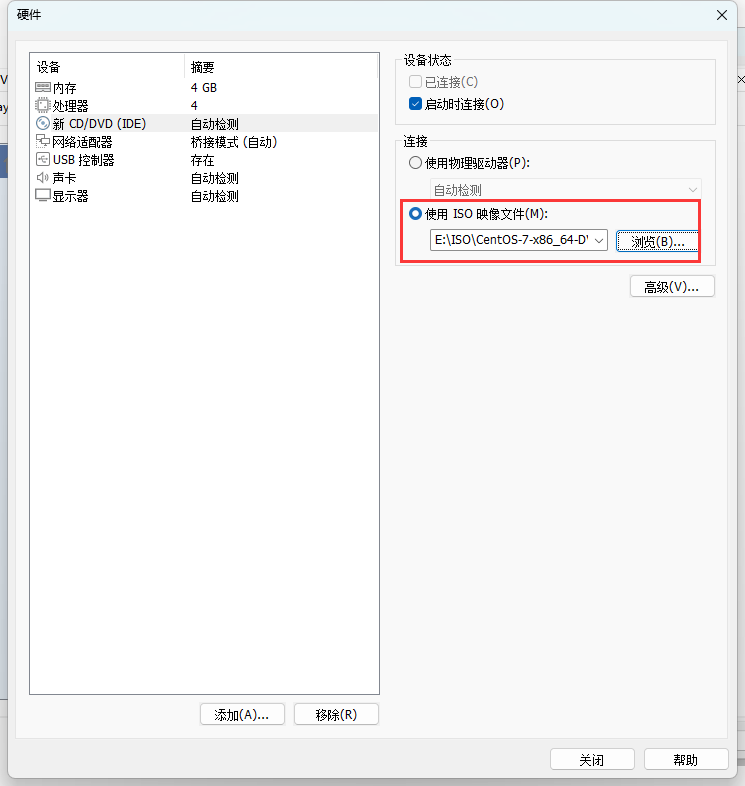 硬件
设备 摘要
内存 4 GB
处理器 4
新 CD/DVD (IDE) 自动检测
网络适配器 桥接模式 (自动)
USB 控制器 存在
声卡 自动检测
显示器 自动检测
添加(A)...
移除(R)
设备状态
已连接(C)
启动时连接(O)
连接
使用物理驱动器(P):
自动检测
使用 ISO 映像文件(M):
E:\ISO\CentOS-7-x86_64-D
浏览(B)...
高级(V)...
关闭
帮助